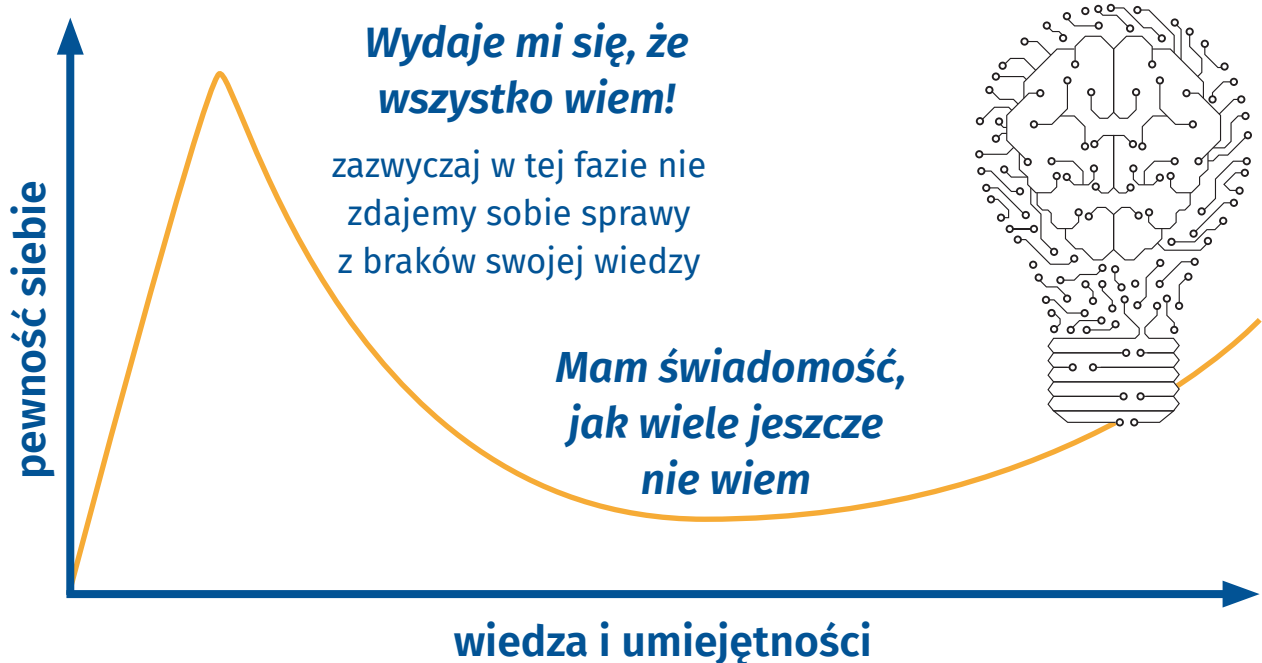 Wydaje mi się, że
wszystko wiem!
zazwyczaj w tej fazie nie
zdajemy sobie sprawy
z braków swojej wiedzy
pewność siebie
Mam świadomość,
jak wiele jeszcze
nie wiem
wiedza i umiejętności